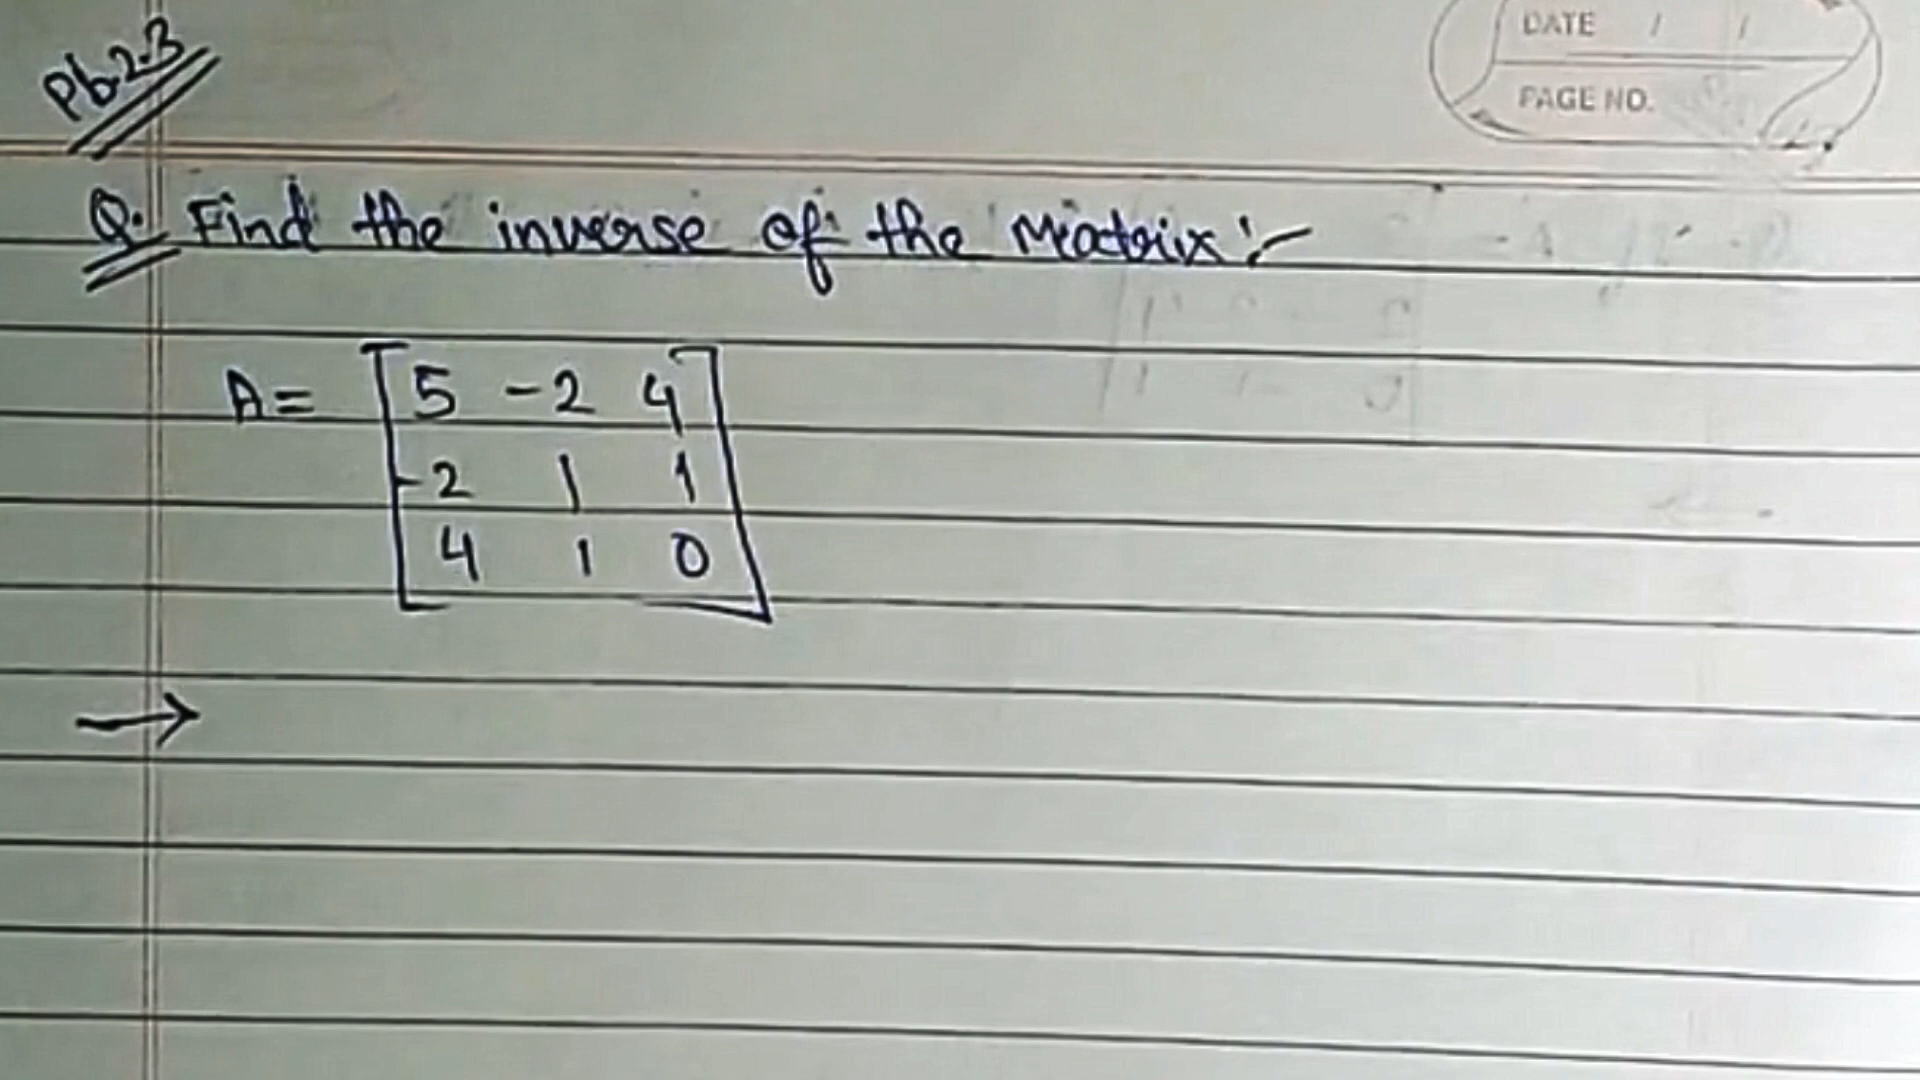 Pb-2.3
DATE / /
PAGE NO.
Q. Find the inverse of the Matrix :-
A = [5 -2 4
-2 1 1
4 1 0]
→